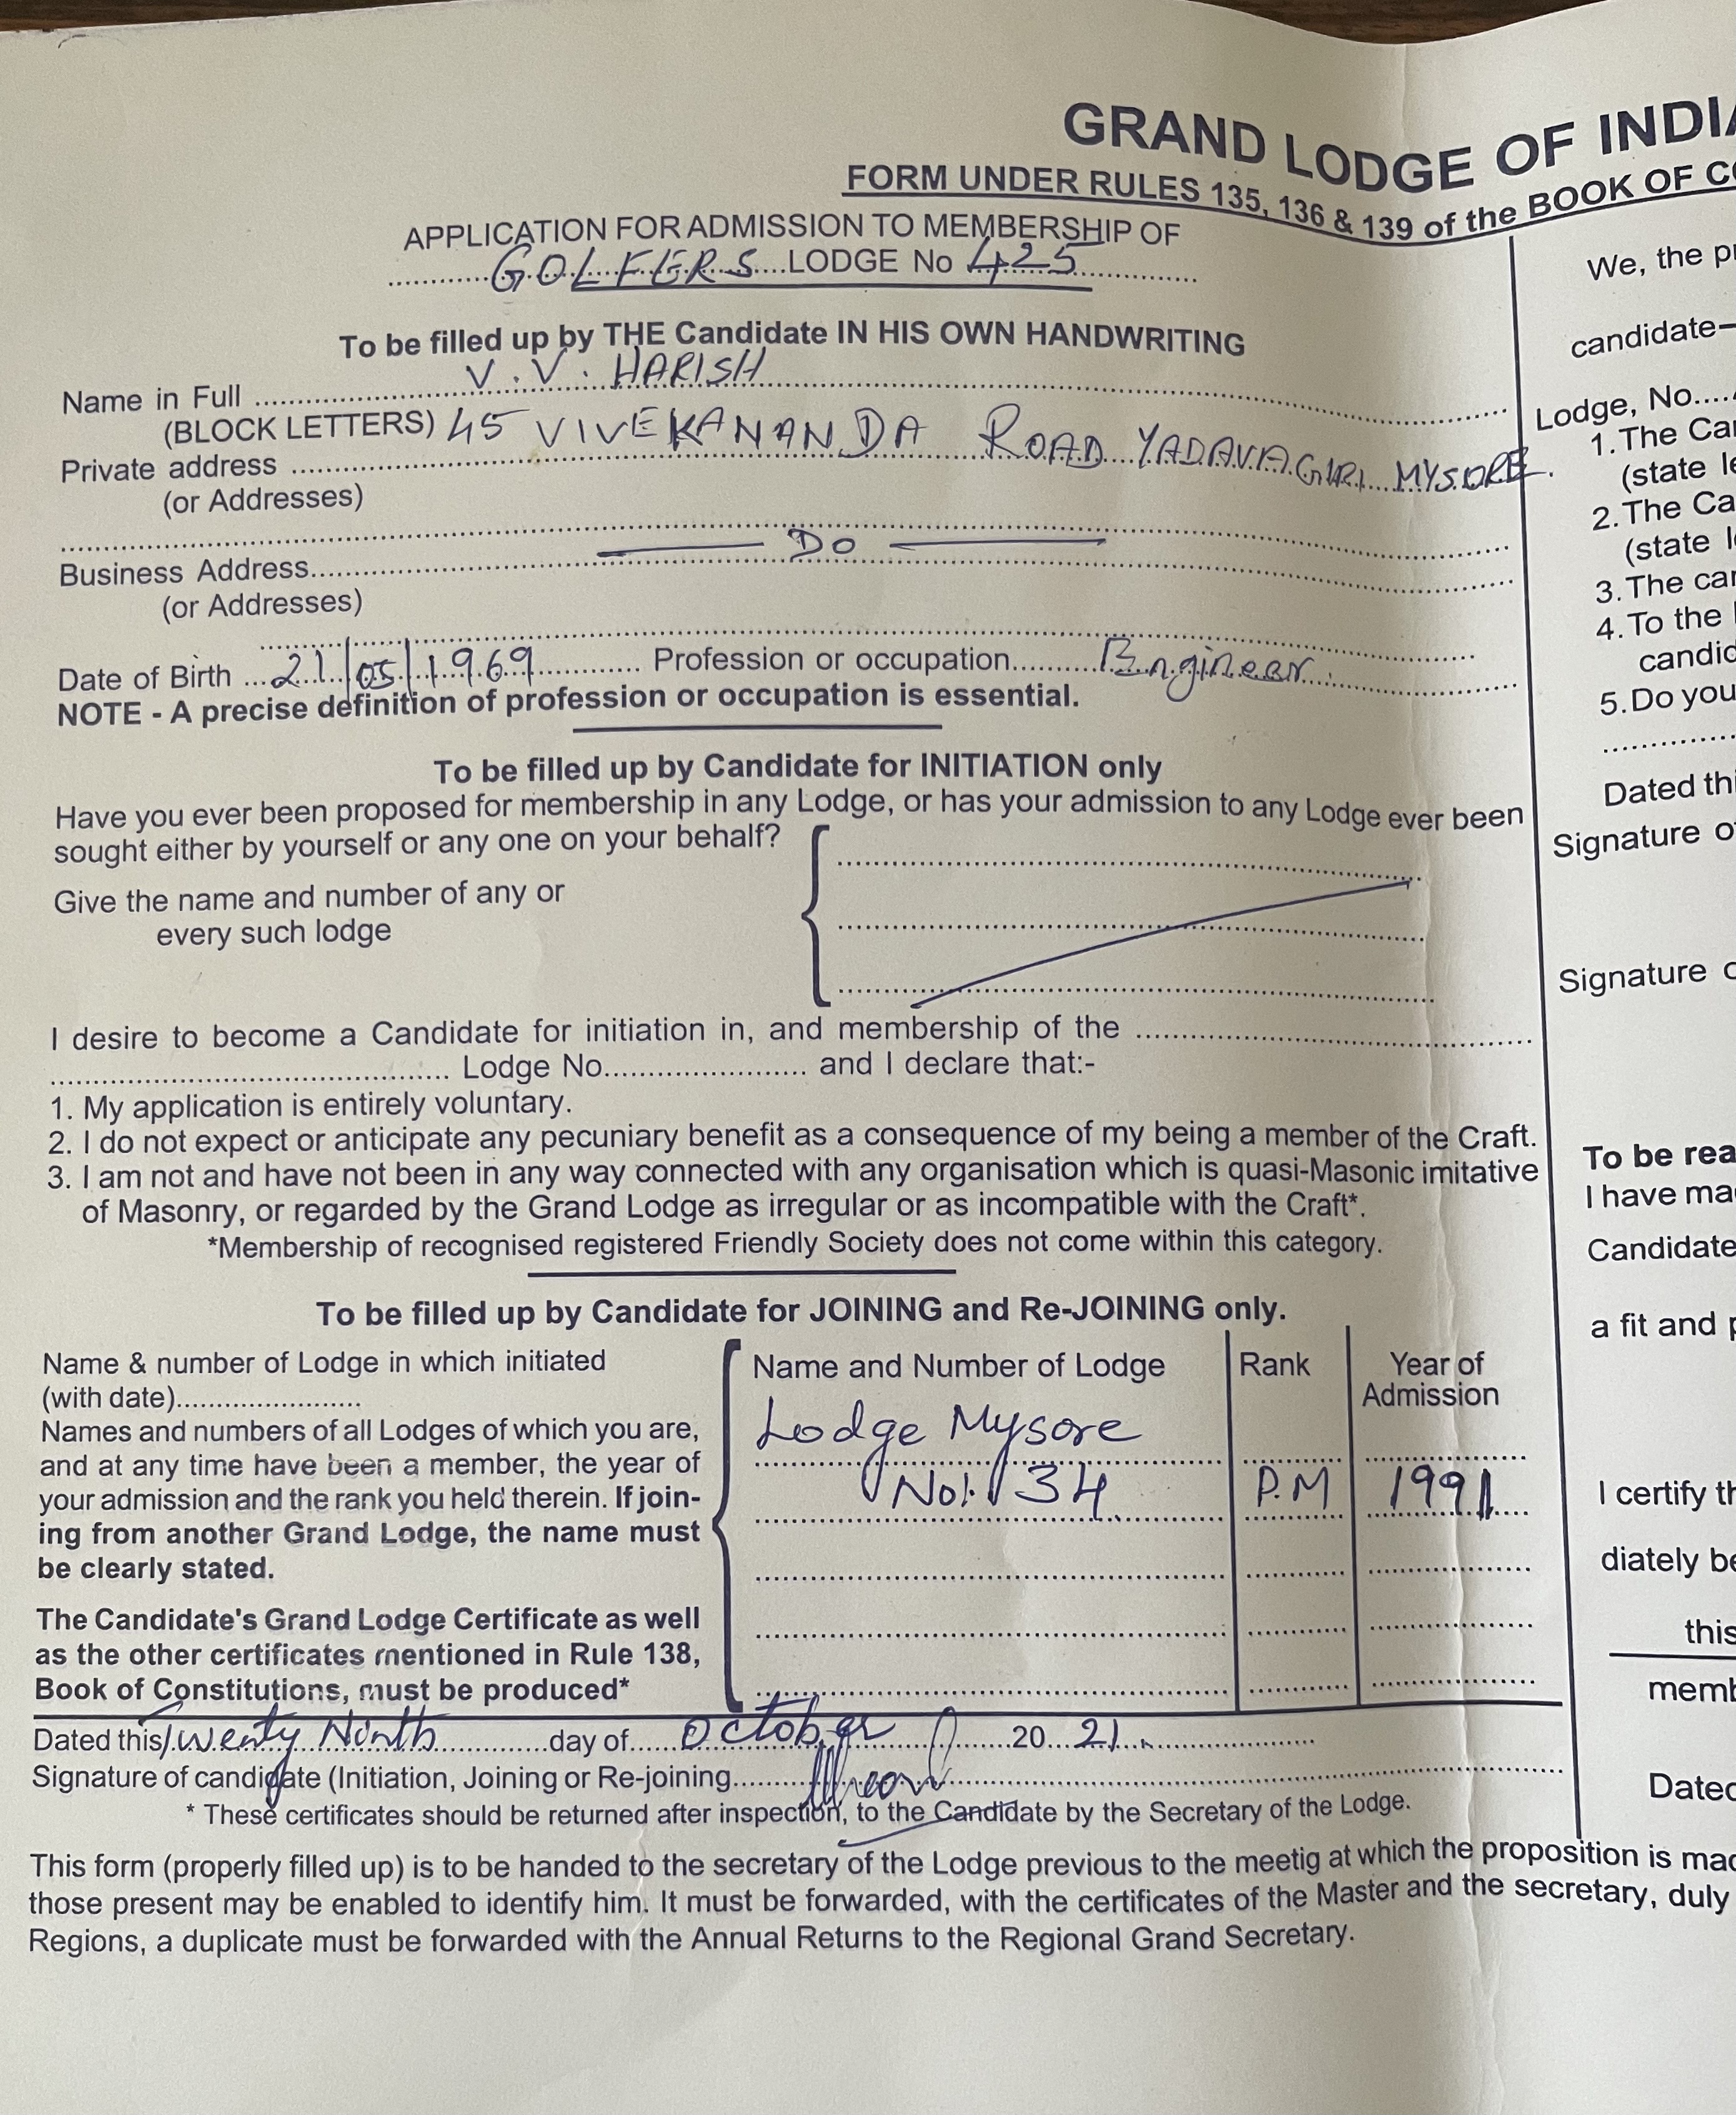 GRAND LODGE OF INDIA
FORM UNDER RULES 135, 136 & 139 of the BOOK OF
APPLICATION FOR ADMISSION TO MEMBERSHIP OF
GOLFERS LODGE No 425
To be filled up by THE Candidate IN HIS OWN HANDWRITING
Name in Full V. V. HARISH
(BLOCK LETTERS)
Private address 45 VIVEKANANDA ROAD YADAVAGIRI MYSORE.
(or Addresses)
Business Address — Do —
(or Addresses)
Date of Birth 21/05/1969 Profession or occupation Engineer.
NOTE - A precise definition of profession or occupation is essential.
To be filled up by Candidate for INITIATION only
Have you ever been proposed for membership in any Lodge, or has your admission to any Lodge ever been
sought either by yourself or any one on your behalf?
Give the name and number of any or
every such lodge
I desire to become a Candidate for initiation in, and membership of the
Lodge No. and I declare that:-
1. My application is entirely voluntary.
2. I do not expect or anticipate any pecuniary benefit as a consequence of my being a member of the Craft.
3. I am not and have not been in any way connected with any organisation which is quasi-Masonic imitative
of Masonry, or regarded by the Grand Lodge as irregular or as incompatible with the Craft*.
*Membership of recognised registered Friendly Society does not come within this category.
To be filled up by Candidate for JOINING and Re-JOINING only.
Name & number of Lodge in which initiated
(with date)
Names and numbers of all Lodges of which you are,
and at any time have been a member, the year of
your admission and the rank you held therein. If join-
ing from another Grand Lodge, the name must
be clearly stated.
The Candidate's Grand Lodge Certificate as well
as the other certificates mentioned in Rule 138,
Book of Constitutions, must be produced*
Name and Number of Lodge Rank Year of
Admission
Lodge Mysore
No: 34 P.M 1991
Dated this Twenty Ninth day of October 20 21
Signature of candidate (Initiation, Joining or Re-joining
* These certificates should be returned after inspection, to the Candidate by the Secretary of the Lodge.
This form (properly filled up) is to be handed to the secretary of the Lodge previous to the meetig at which the proposition is
those present may be enabled to identify him. It must be forwarded, with the certificates of the Master and the secretary, duly
Regions, a duplicate must be forwarded with the Annual Returns to the Regional Grand Secretary.
We, the
candidate—
Lodge, No
1. The
(state
2. The
(state
3. The
4. To the
5. Do you
Dated
Signature
Signature
To be
I have
Candidate
a fit and
I certify
diately
this
Dated